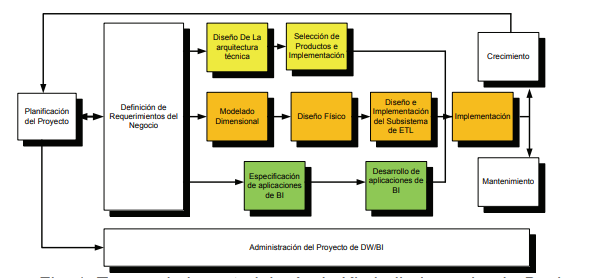 Planificación
del Proyecto
Definición de
Requerimientos del
Negocio
Diseño De La
arquitectura
técnica
Selección de
Productos e
Implementación
Modelado
Dimensional
Diseño Físico
Diseño e
Implementación
del Subsistema
de ETL
Implementación
Especificación
de aplicaciones
de BI
Desarrollo de
aplicaciones de
BI
Crecimiento
Mantenimiento
Administración del Proyecto de DW/BI